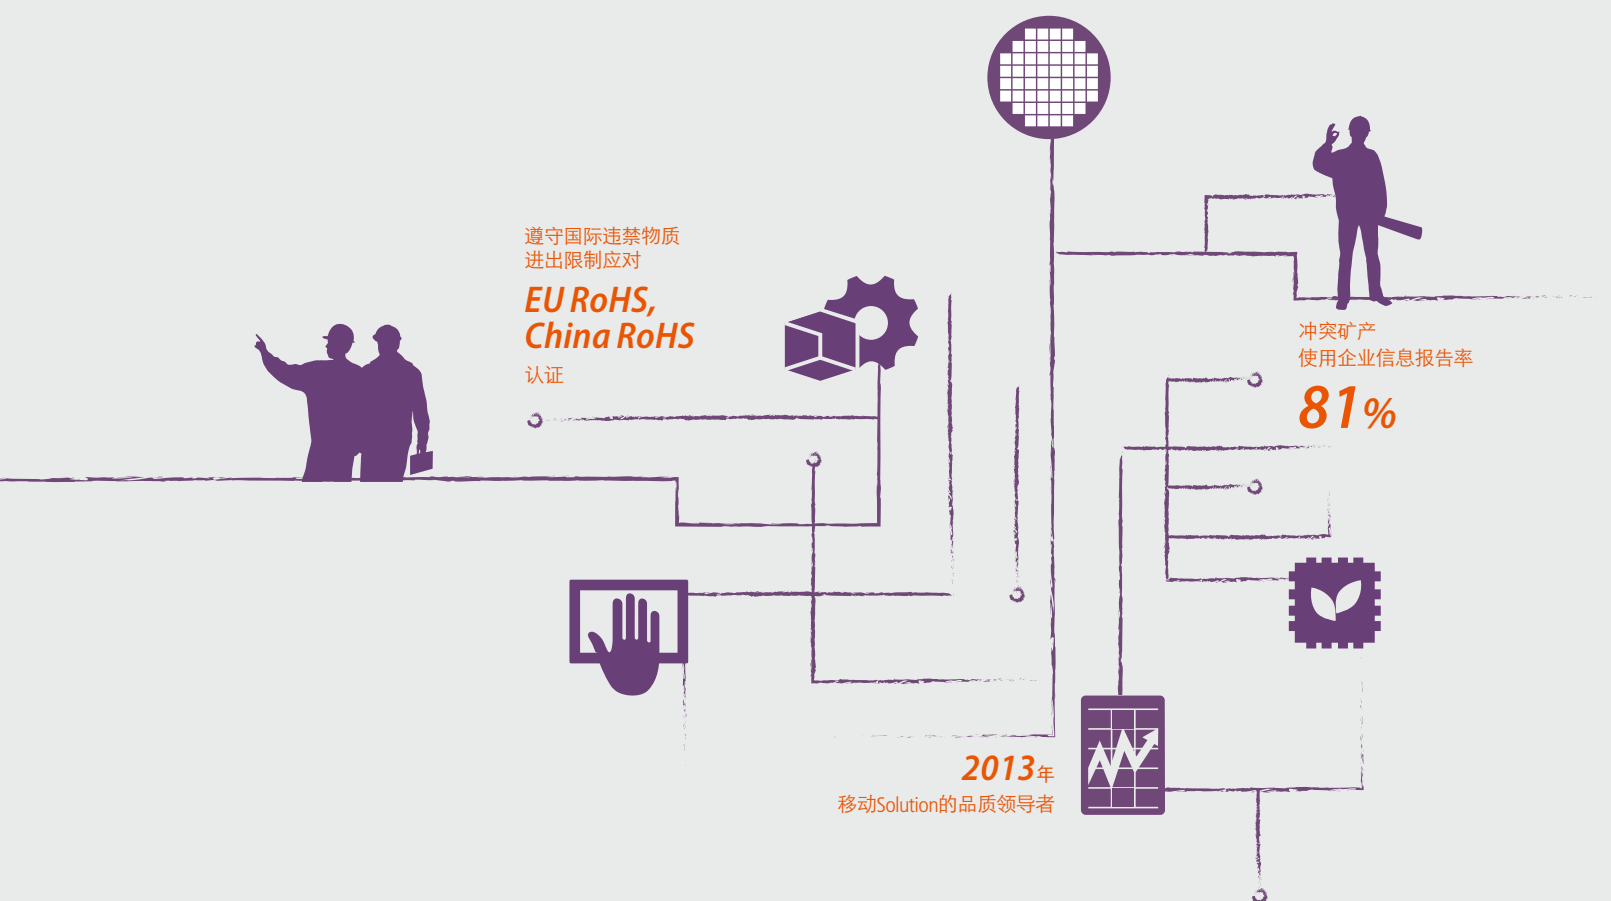 遵守国际违禁物质
进出限制应对
EU RoHS,
China RoHS
认证
冲突矿产
使用企业信息报告率
81%
2013年
移动Solution的品质领导者